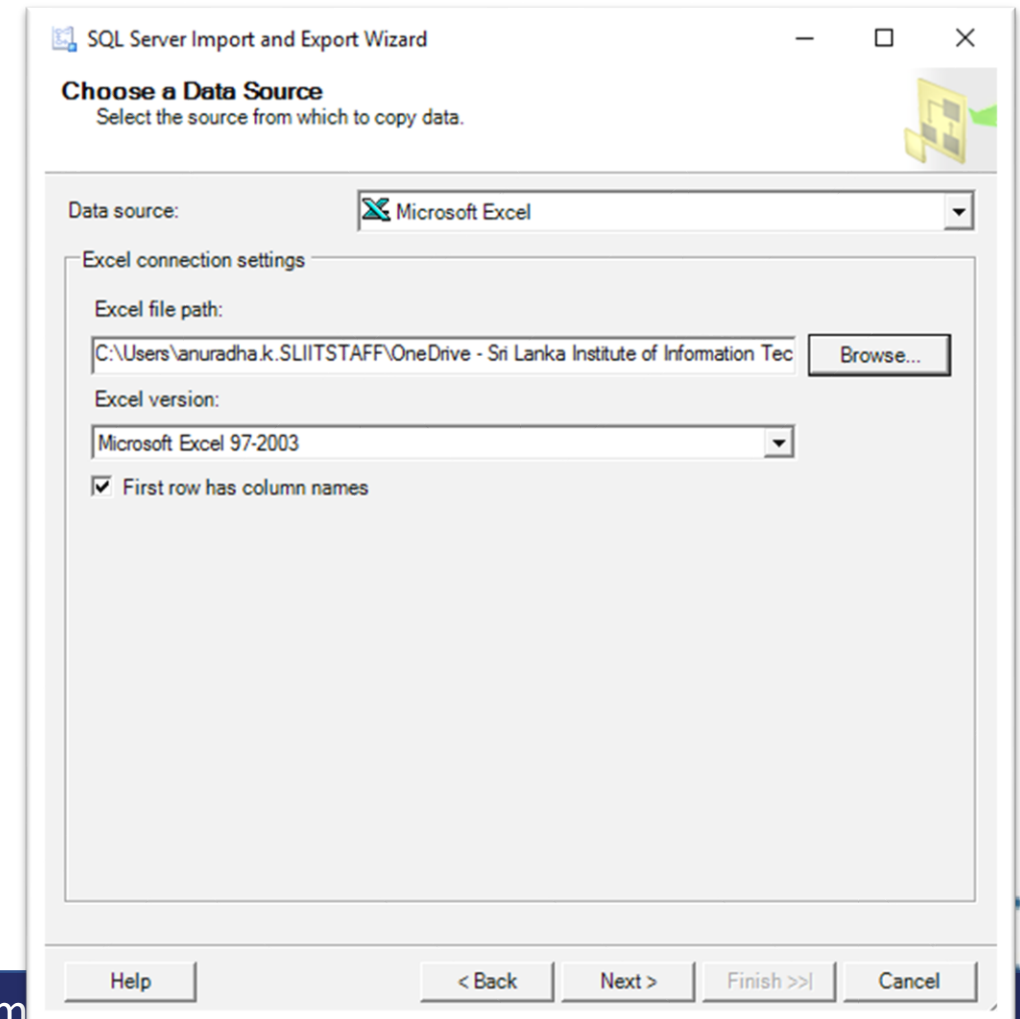 SQL Server Import and Export Wizard
Choose a Data Source
Select the source from which to copy data.
Data source: Microsoft Excel
Excel connection settings
Excel file path:
C:\Users\anuradha.k.SLIITSTAFF\OneDrive - Sri Lanka Institute of Information Tec Browse...
Excel version:
Microsoft Excel 97-2003
First row has column names
Help < Back Next > Finish >>| Cancel
m